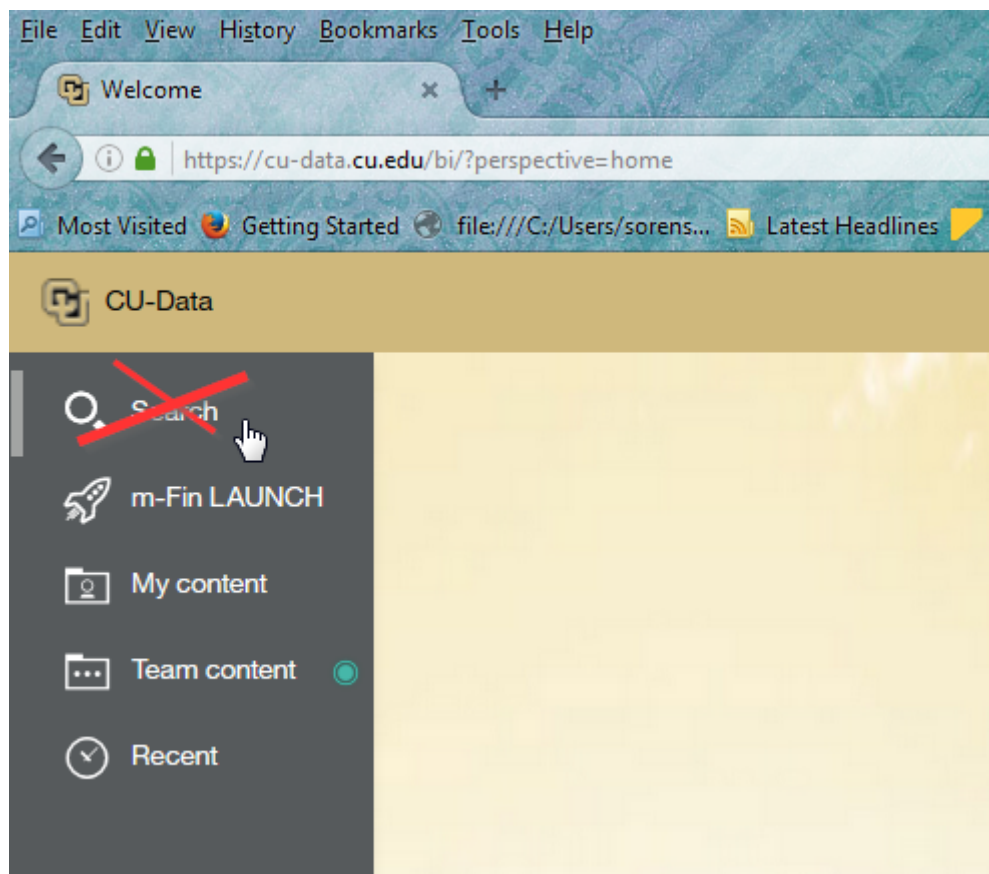 File Edit View History Bookmarks Tools Help
Welcome
https://cu-data.cu.edu/bi/?perspective=home
Most Visited Getting Started file:///C:/Users/sorens... Latest Headlines
CU-Data
Search
m-Fin LAUNCH
My content
Team content
Recent